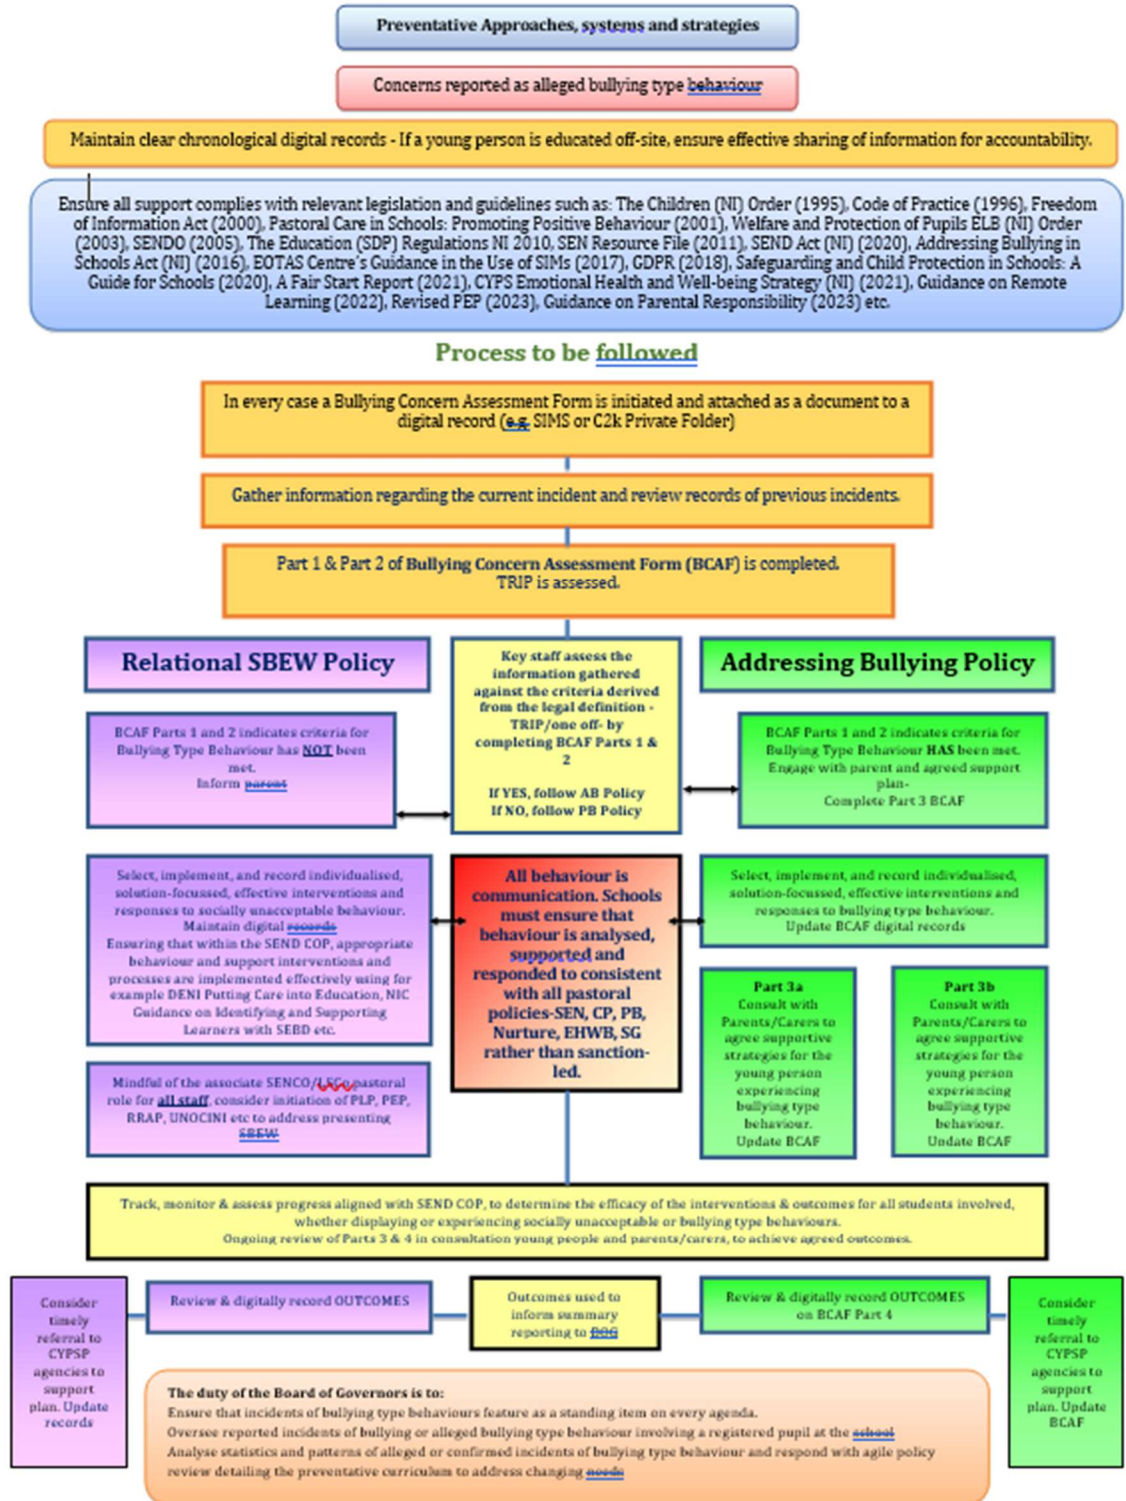 Preventative Approaches, systems and strategies
Concerns reported as alleged bullying type behaviour
Maintain clear chronological digital records - If a young person is educated off-site, ensure effective sharing of information for accountability.
Ensure all support complies with relevant legislation and guidelines such as: The Children (NI) Order (1995), Code of Practice (1996), Freedom
of Information Act (2000), Pastoral Care in Schools: Promoting Positive Behaviour (2001), Welfare and Protection of Pupils ELB (NI) Order
(2003), SENDO (2005), The Education (SDP) Regulations NI 2010, SEN Resource File (2011), SEND Act (NI) (2020), Addressing Bullying in
Schools Act (NI) (2016), EOTAS Centre's Guidance in the Use of SIMs (2017), GDPR (2018), Safeguarding and Child Protection in Schools: A
Guide for Schools (2020), A Fair Start Report (2021), CYPS Emotional Health and Well-being Strategy (NI) (2021), Guidance on Remote
Learning (2022), Revised PEP (2023), Guidance on Parental Responsibility (2023) etc.
Process to be followed
In every case a Bullying Concern Assessment Form is initiated and attached as a document to a
digital record (e.g. SIMS or C2k Private Folder)
Gather information regarding the current incident and review records of previous incidents.
Part 1 & Part 2 of Bullying Concern Assessment Form (BCAF) is completed.
TRIP is assessed.
Relational SBEW Policy
BCAF Parts 1 and 2 indicates criteria for
Bullying Type Behaviour has NOT been
met.
Inform parent
Key staff assess the
information gathered
against the criteria derived
from the legal definition -
TRIP/one off- by
completing BCAF Parts 1 &
2
If YES, follow AB Policy
If NO, follow PB Policy
Addressing Bullying Policy
BCAF Parts 1 and 2 indicates criteria for
Bullying Type Behaviour HAS been met.
Engage with parent and agreed support
plan-
Complete Part 3 BCAF
Select, implement, and record individualised,
solution-focussed, effective interventions and
responses to socially unacceptable behaviour.
Maintain digital records
Ensuring that within the SEND COP, appropriate
behaviour and support interventions and
processes are implemented effectively using for
example DENI Putting Care into Education, NIC
Guidance on Identifying and Supporting
Learners with SEBD etc.
Mindful of the associate SENCO/LSCo pastoral
role for all staff, consider initiation of PLP, PEP,
RRAP, UNOCINI etc to address presenting
SBEW
All behaviour is
communication. Schools
must ensure that
behaviour is analysed,
supported and
responded to consistent
with all pastoral
policies-SEN, CP, PB,
Nurture, EHWB, SG
rather than sanction-
led.
Select, implement, and record individualised,
solution-focussed, effective interventions and
responses to bullying type behaviour.
Update BCAF digital records
Part 3a
Consult with
Parents/Carers to
agree supportive
strategies for the
young person
experiencing
bullying type
behaviour.
Update BCAF
Part 3b
Consult with
Parents/Carers to
agree supportive
strategies for the
young person
experiencing
bullying type
behaviour.
Update BCAF
Track, monitor & assess progress aligned with SEND COP, to determine the efficacy of the interventions & outcomes for all students involved,
whether displaying or experiencing socially unacceptable or bullying type behaviours.
Ongoing review of Parts 3 & 4 in consultation young people and parents/carers, to achieve agreed outcomes.
Consider
timely
referral to
CYPSP
agencies to
support
plan. Update
records
Review & digitally record OUTCOMES
Outcomes used to
inform summary
reporting to BOG
Review & digitally record OUTCOMES
on BCAF Part 4
Consider
timely
referral to
CYPSP
agencies to
support
plan. Update
BCAF
The duty of the Board of Governors is to:
Ensure that incidents of bullying type behaviours feature as a standing item on every agenda.
Oversee reported incidents of bullying or alleged bullying type behaviour involving a registered pupil at the school
Analyse statistics and patterns of alleged or confirmed incidents of bullying type behaviour and respond with agile policy
review detailing the preventative curriculum to address changing needs